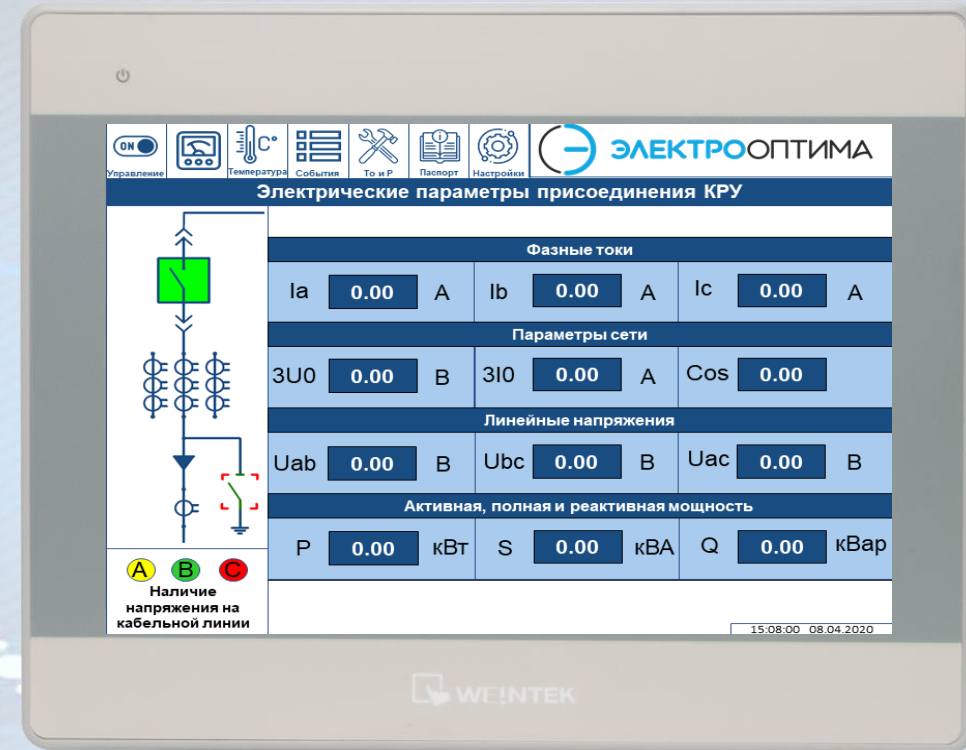 ON
C°
ЭЛЕКТРООПТИМА
Управление
Температура
События
То и Р
Паспорт
Настройки
Электрические параметры присоединения КРУ
Фазные токи
Ia 0.00 A Ib 0.00 A Ic 0.00 A
Параметры сети
3U0 0.00 В 3I0 0.00 A Cos 0.00
Линейные напряжения
Uab 0.00 В Ubc 0.00 В Uac 0.00 В
Активная, полная и реактивная мощность
P 0.00 кВт S 0.00 кВА Q 0.00 кВар
A B C
Наличие
напряжения на
кабельной линии
15:08:00 08.04.2020
WEINTEK